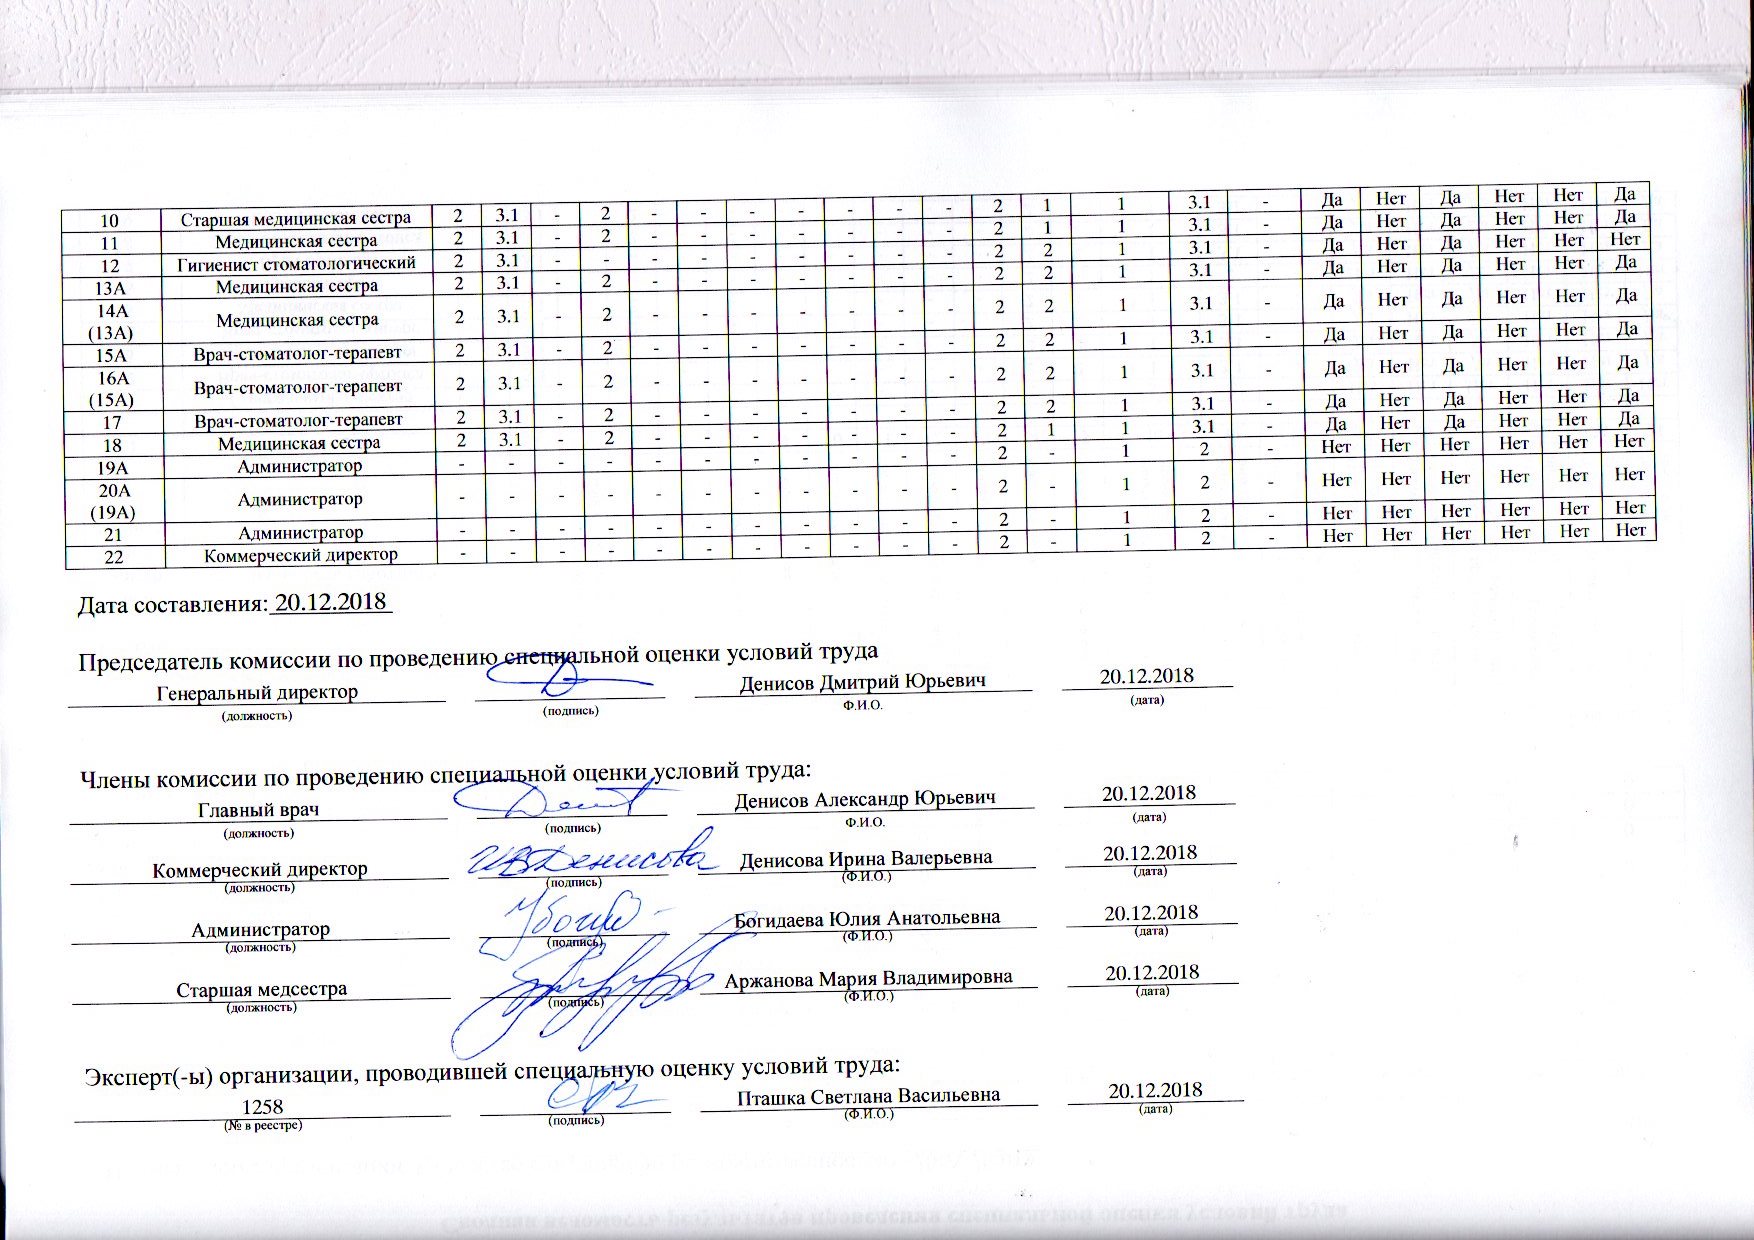 10 Старшая медицинская сестра 2 3.1 - 2 - - - - - - - 2 1 1 3.1 - Да Нет Да Нет Нет Да
11 Медицинская сестра 2 3.1 - 2 - - - - - - - 2 1 1 3.1 - Да Нет Да Нет Нет Да
12 Гигиенист стоматологический 2 3.1 - - - - - - - - - 2 2 1 3.1 - Да Нет Да Нет Нет Нет
13А Медицинская сестра 2 3.1 - 2 - - - - - - - 2 2 1 3.1 - Да Нет Да Нет Нет Да
14А (13А) Медицинская сестра 2 3.1 - 2 - - - - - - - 2 2 1 3.1 - Да Нет Да Нет Нет Да
15А Врач-стоматолог-терапевт 2 3.1 - 2 - - - - - - - 2 2 1 3.1 - Да Нет Да Нет Нет Да
16А (15А) Врач-стоматолог-терапевт 2 3.1 - 2 - - - - - - - 2 2 1 3.1 - Да Нет Да Нет Нет Да
17 Врач-стоматолог-терапевт 2 3.1 - 2 - - - - - - - 2 2 1 3.1 - Да Нет Да Нет Нет Да
18 Медицинская сестра 2 3.1 - 2 - - - - - - - 2 1 1 3.1 - Да Нет Да Нет Нет Да
19А Администратор - - - - - - - - - - - 2 - 1 2 - Нет Нет Нет Нет Нет Нет
20А (19А) Администратор - - - - - - - - - - - 2 - 1 2 - Нет Нет Нет Нет Нет Нет
21 Администратор - - - - - - - - - - - 2 - 1 2 - Нет Нет Нет Нет Нет Нет
22 Коммерческий директор - - - - - - - - - - - 2 - 1 2 - Нет Нет Нет Нет Нет Нет
Дата составления: 20.12.2018
Председатель комиссии по проведению специальной оценки условий труда
Генеральный директор Денисов Дмитрий Юрьевич 20.12.2018
(должность) (подпись) Ф.И.О. (дата)
Члены комиссии по проведению специальной оценки условий труда:
Главный врач Денисов Александр Юрьевич 20.12.2018
(должность) (подпись) Ф.И.О. (дата)
Коммерческий директор ИВДенисова Денисова Ирина Валерьевна 20.12.2018
(должность) (подпись) (Ф.И.О.) (дата)
Администратор Богидаева Юлия Анатольевна 20.12.2018
(должность) (подпись) (Ф.И.О.) (дата)
Старшая медсестра Аржанова Мария Владимировна 20.12.2018
(должность) (подпись) (Ф.И.О.) (дата)
Эксперт(-ы) организации, проводившей специальную оценку условий труда:
1258 Пташка Светлана Васильевна 20.12.2018
(№ в реестре) (подпись) (Ф.И.О.) (дата)